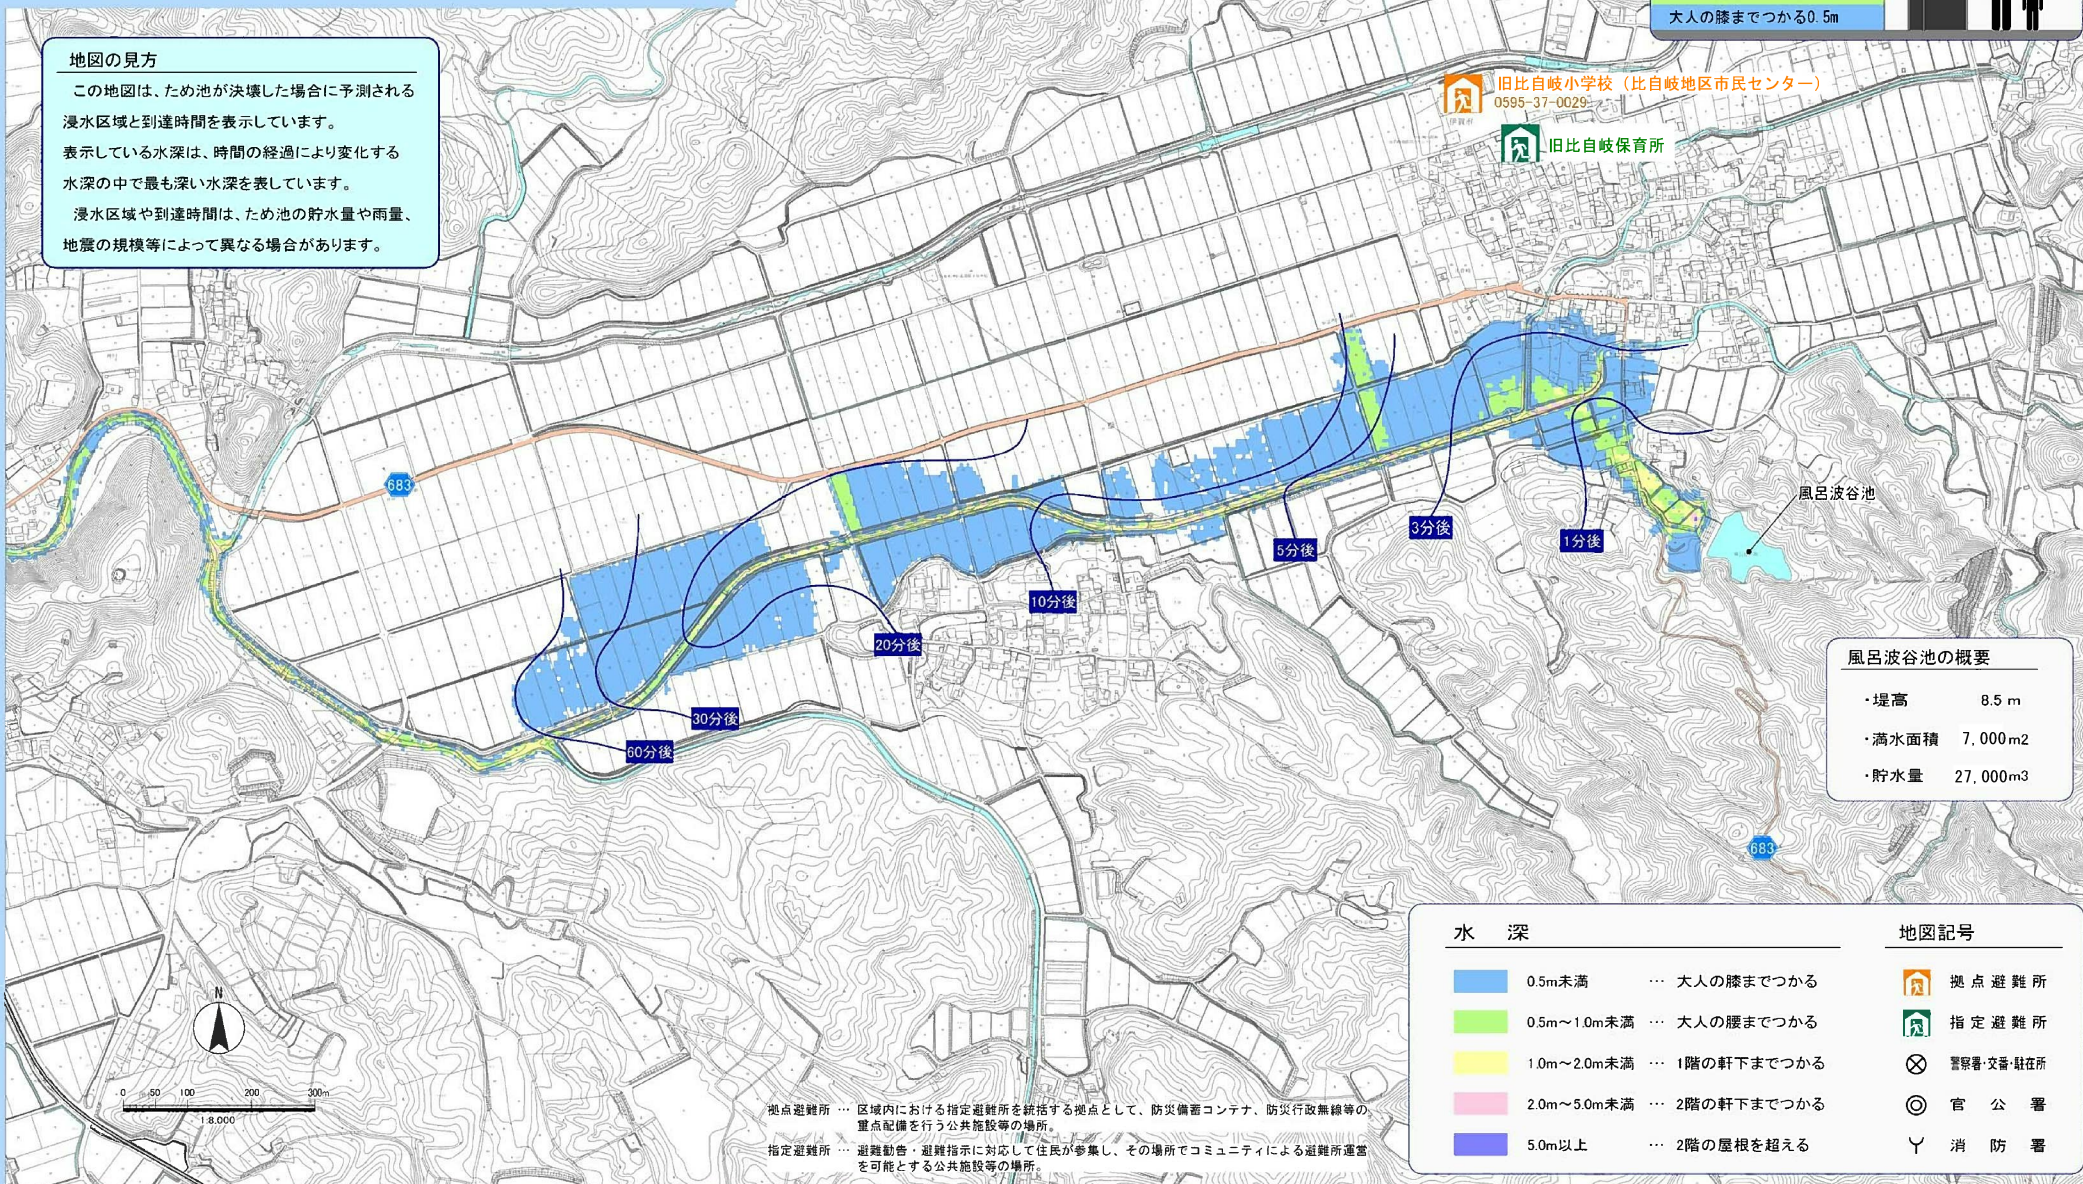 大人の膝までつかる0.5m
地図の見方
この地図は、ため池が決壊した場合に予測される
浸水区域と到達時間を表示しています。
表示している水深は、時間の経過により変化する
水深の中で最も深い水深を表しています。
浸水区域や到達時間は、ため池の貯水量や雨量、
地震の規模等によって異なる場合があります。
旧比自岐小学校（比自岐地区市民センター）
0595-37-0029
旧比自岐保育所
683
風呂波谷池
1分後
3分後
5分後
10分後
20分後
30分後
60分後
風呂波谷池の概要
・堤高 8.5 m
・満水面積 7,000m2
・貯水量 27,000m3
683
水 深
0.5m未満 … 大人の膝までつかる
0.5m～1.0m未満 … 大人の腰までつかる
1.0m～2.0m未満 … 1階の軒下までつかる
2.0m～5.0m未満 … 2階の軒下までつかる
5.0m以上 … 2階の屋根を超える
地図記号
拠点避難所
指定避難所
警察署・交番・駐在所
官公署
消防署
N
0 50 100 200 300m
1:8,000
拠点避難所 … 区域内における指定避難所を統括する拠点として、防災備蓄コンテナ、防災行政無線等の
重点配備を行う公共施設等の場所。
指定避難所 … 避難勧告・避難指示に対応して住民が参集し、その場所でコミュニティによる避難所運営
を可能とする公共施設等の場所。